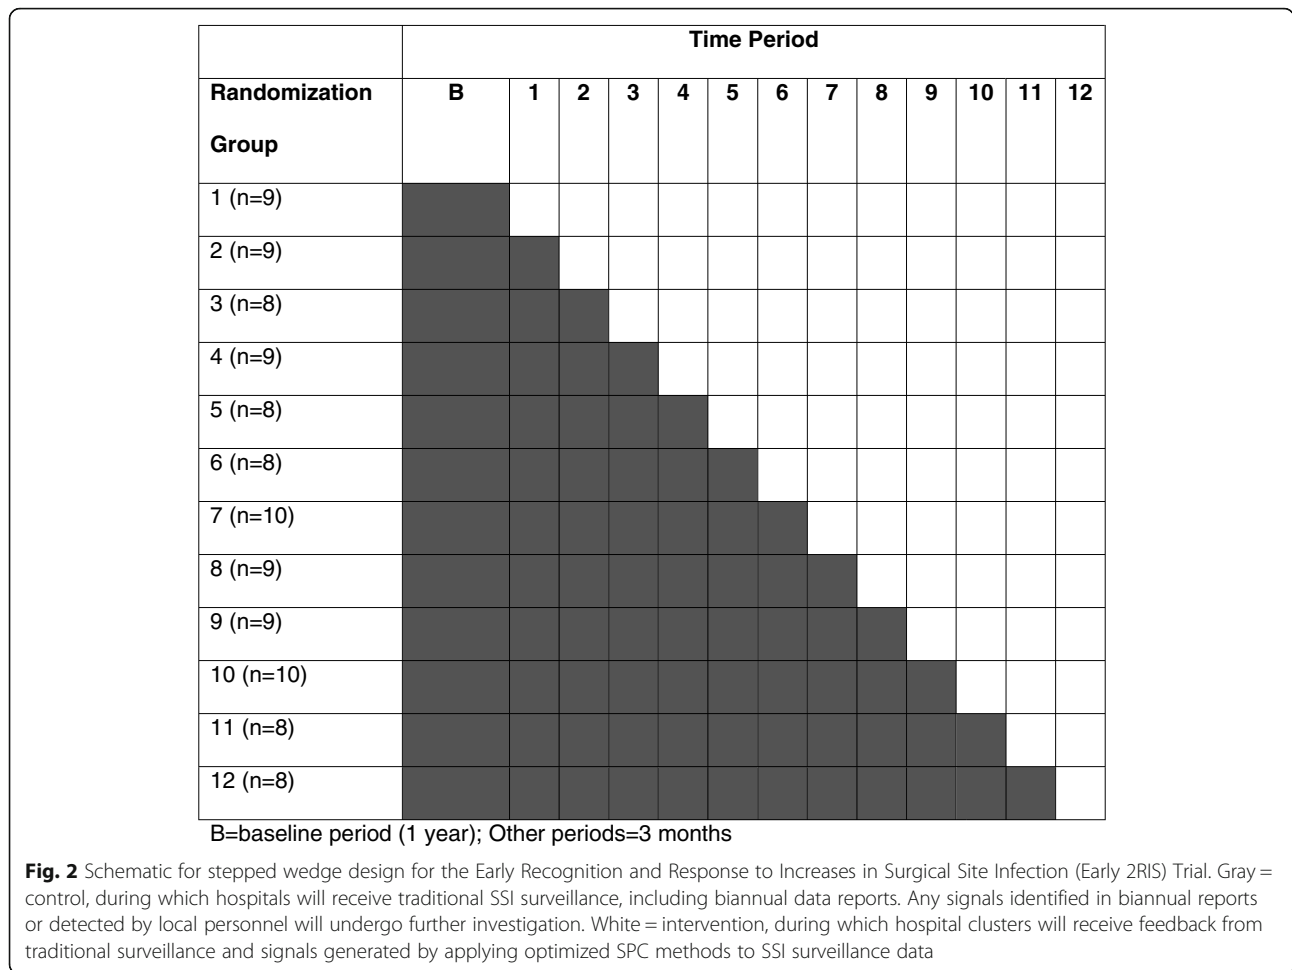 Time Period
Randomization Group B 1 2 3 4 5 6 7 8 9 10 11 12
1 (n=9)
2 (n=9)
3 (n=8)
4 (n=9)
5 (n=8)
6 (n=8)
7 (n=10)
8 (n=9)
9 (n=9)
10 (n=10)
11 (n=8)
12 (n=8)
B=baseline period (1 year); Other periods=3 months
Fig. 2 Schematic for stepped wedge design for the Early Recognition and Response to Increases in Surgical Site Infection (Early 2RIS) Trial. Gray =
control, during which hospitals will receive traditional SSI surveillance, including biannual data reports. Any signals identified in biannual reports
or detected by local personnel will undergo further investigation. White = intervention, during which hospital clusters will receive feedback from
traditional surveillance and signals generated by applying optimized SPC methods to SSI surveillance data